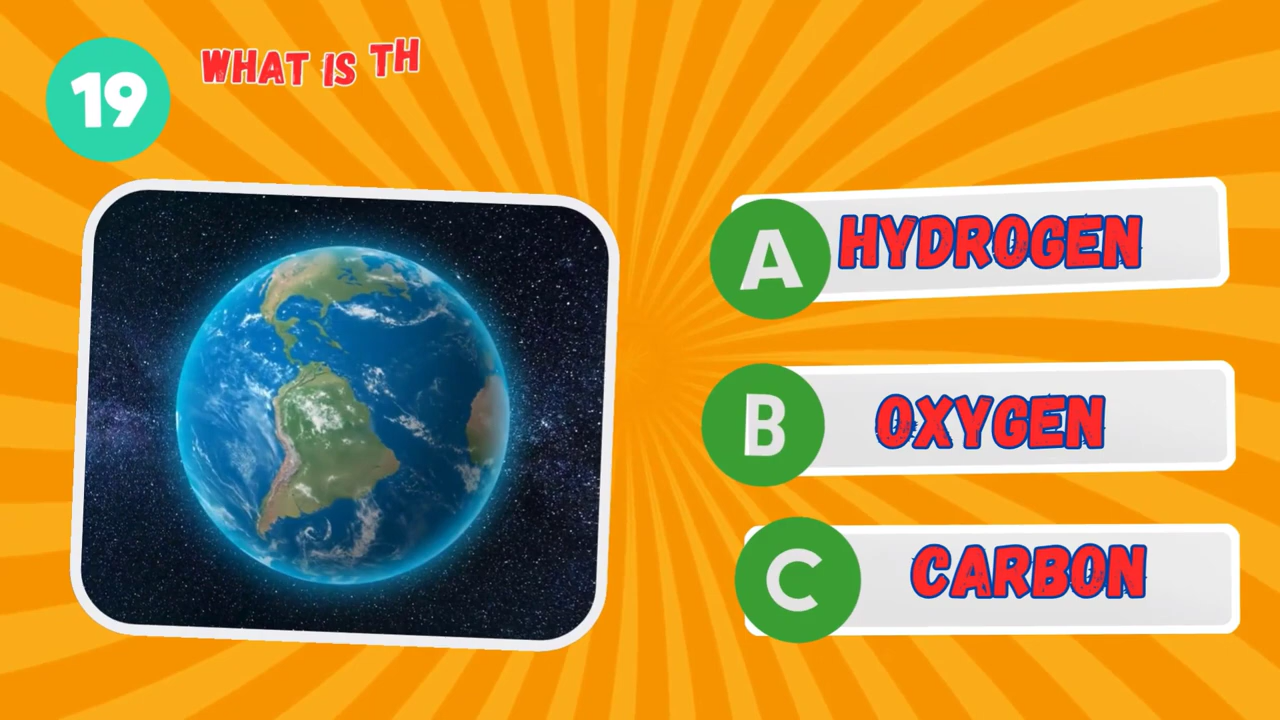 19
WHAT IS TH
A HYDROGEN
B OXYGEN
C CARBON